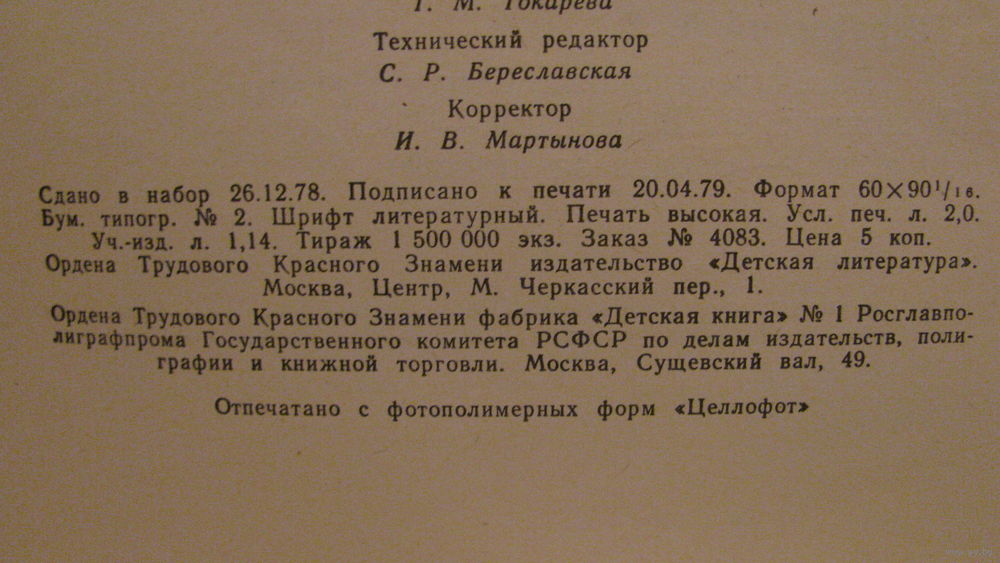 Т. М. Токарева
Технический редактор
С. Р. Береславская
Корректор
И. В. Мартынова
Сдано в набор 26.12.78. Подписано к печати 20.04.79. Формат 60×90¹/₁₆.
Бум. типогр. № 2. Шрифт литературный. Печать высокая. Усл. печ. л. 2,0.
Уч.-изд. л. 1,14. Тираж 1 500 000 экз. Заказ № 4083. Цена 5 коп.
Ордена Трудового Красного Знамени издательство «Детская литература».
Москва, Центр, М. Черкасский пер., 1.
Ордена Трудового Красного Знамени фабрика «Детская книга» № 1 Росглавпо-
лиграфпрома Государственного комитета РСФСР по делам издательств, поли-
графии и книжной торговли. Москва, Сущевский вал, 49.
Отпечатано с фотополимерных форм «Целлофот»